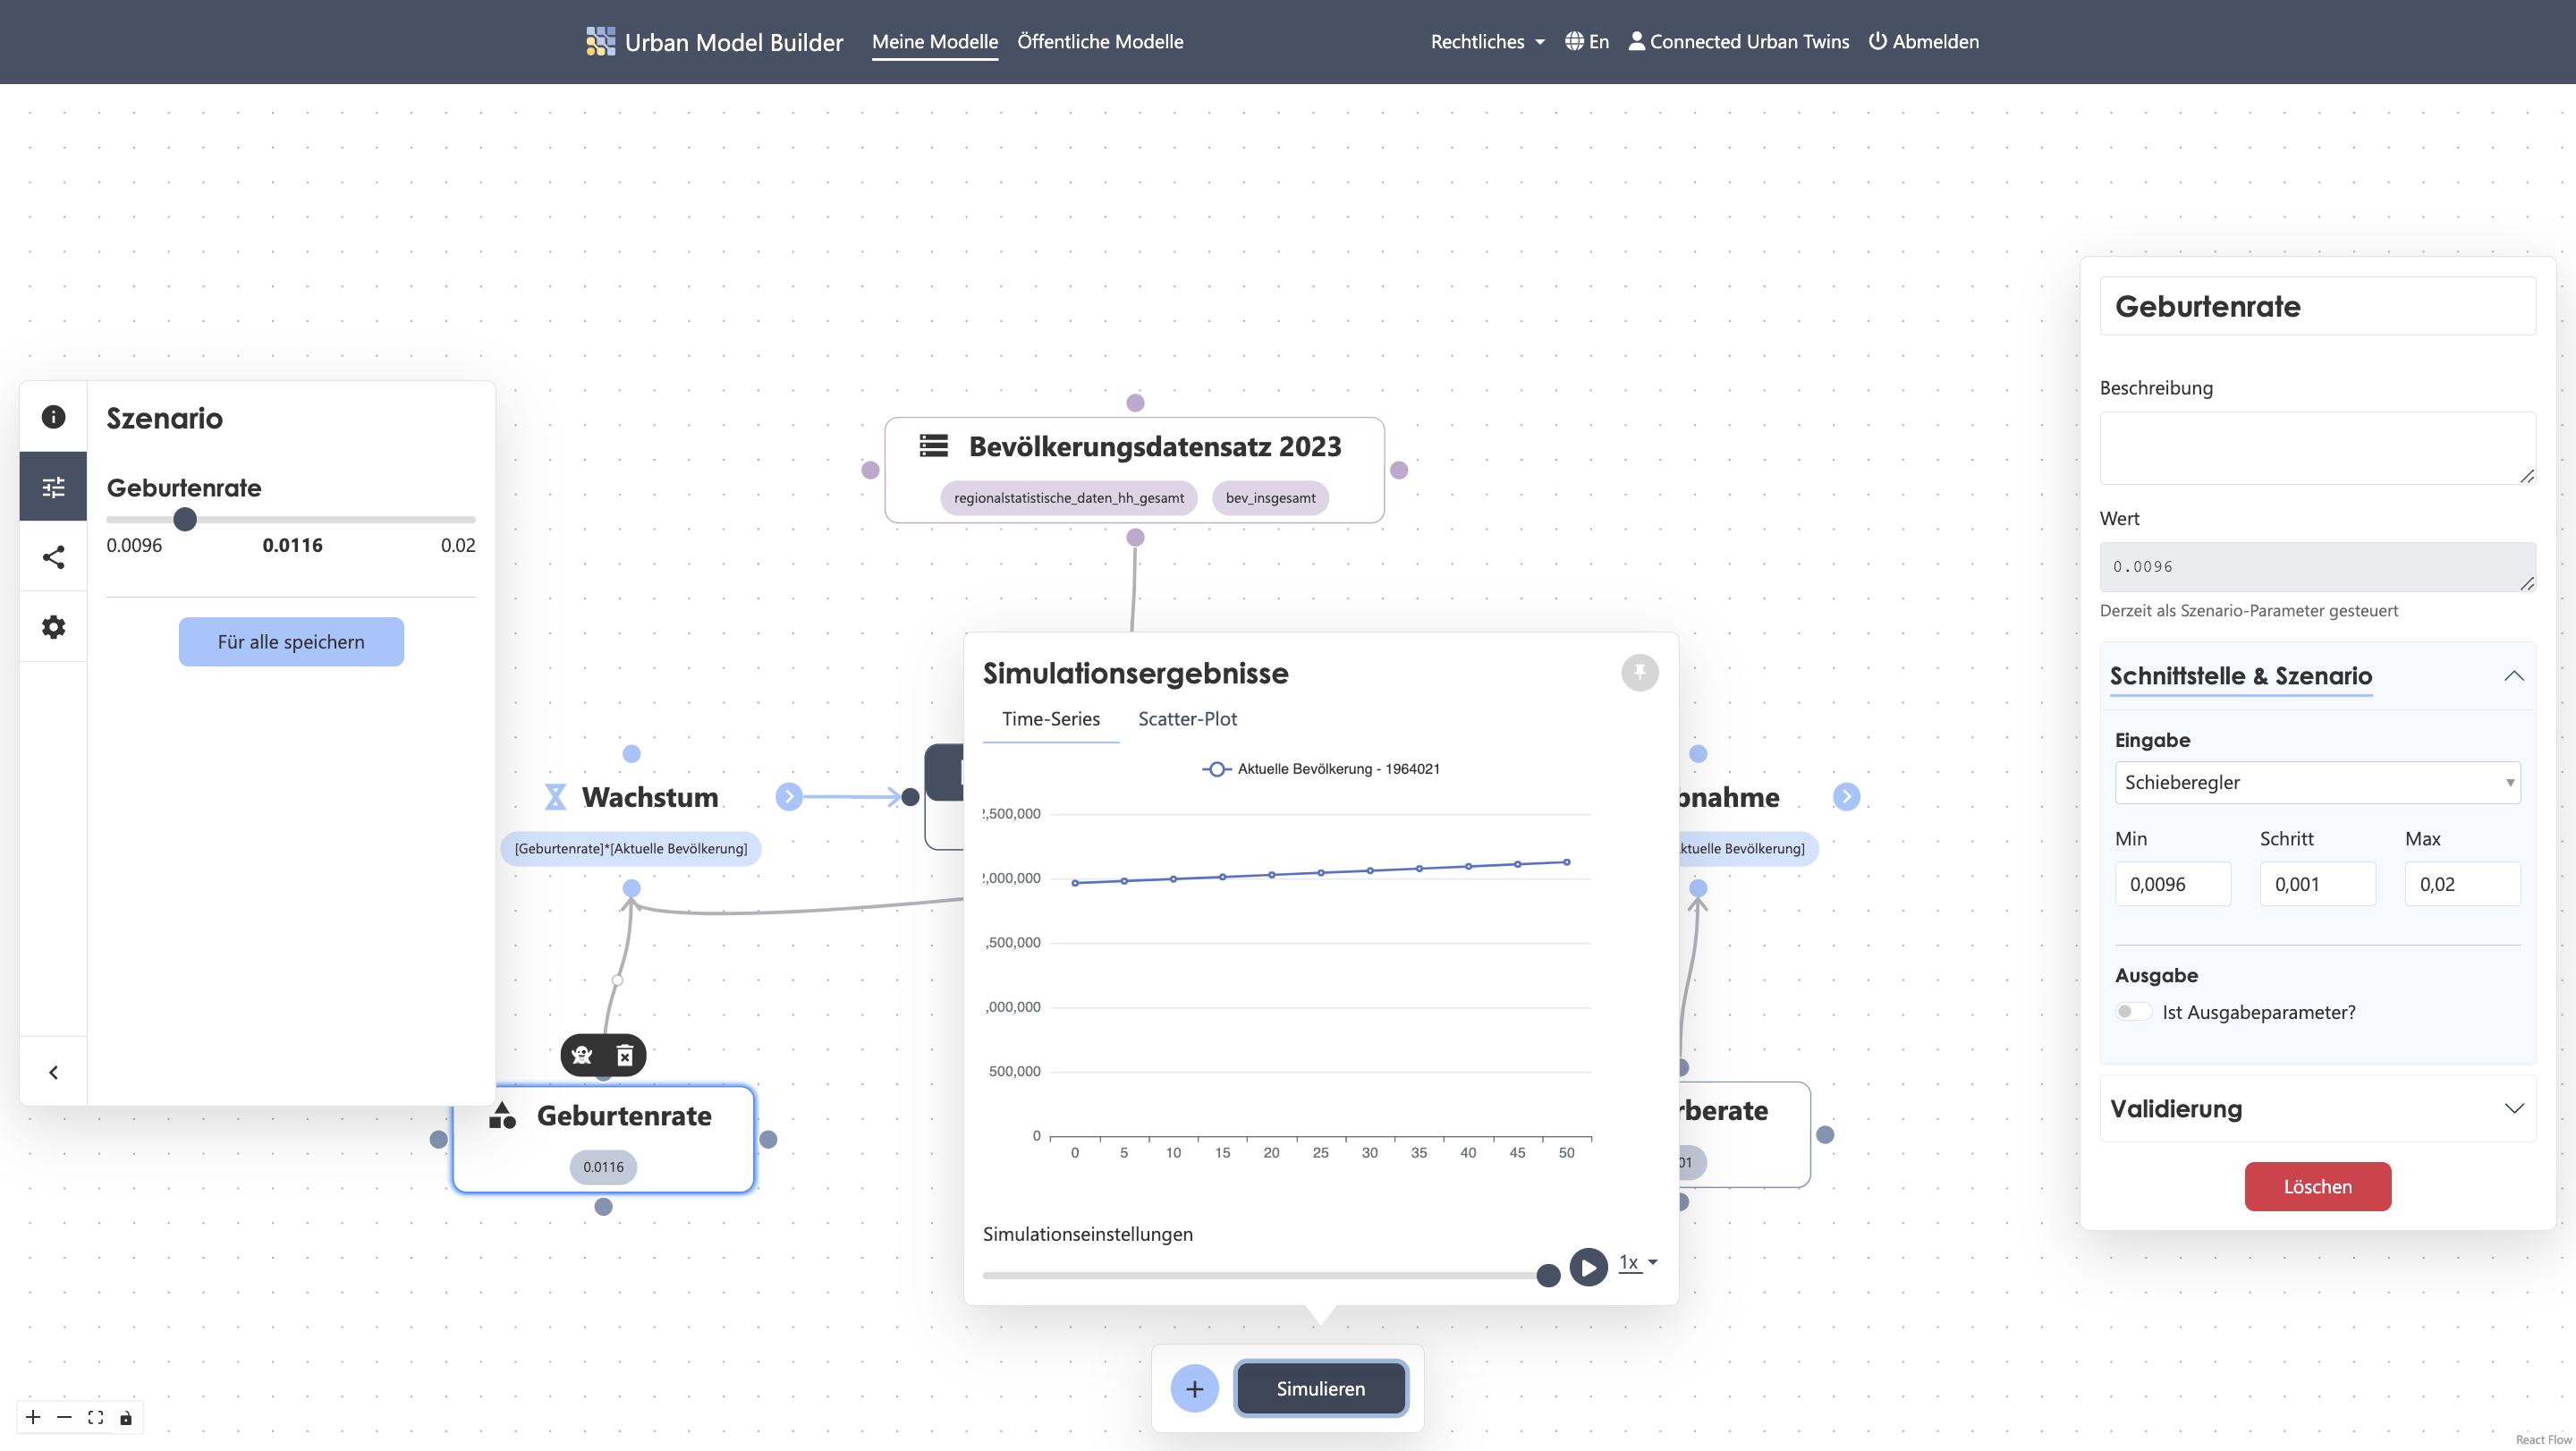 Urban Model Builder
Meine Modelle
Öffentliche Modelle
Rechtliches
En
Connected Urban Twins
Abmelden
Szenario
Geburtenrate
0.0096 0.0116 0.02
Für alle speichern
Bevölkerungsdatensatz 2023
regionalstatistische_daten_hh_gesamt bev_insgesamt
Wachstum
[Geburtenrate]*[Aktuelle Bevölkerung]
Geburtenrate
0.0116
Simulationsergebnisse
Time-Series Scatter-Plot
Aktuelle Bevölkerung - 1964021
2,500,000
2,000,000
,500,000
,000,000
500,000
0
0 5 10 15 20 25 30 35 40 45 50
Simulationseinstellungen
1x
Simulieren
bnahme
ktuelle Bevölkerung]
rberate
01
Geburtenrate
Beschreibung
Wert
0.0096
Derzeit als Szenario-Parameter gesteuert
Schnittstelle & Szenario
Eingabe
Schieberegler
Min Schritt Max
0,0096 0,001 0,02
Ausgabe
Ist Ausgabeparameter?
Validierung
Löschen
React Flow